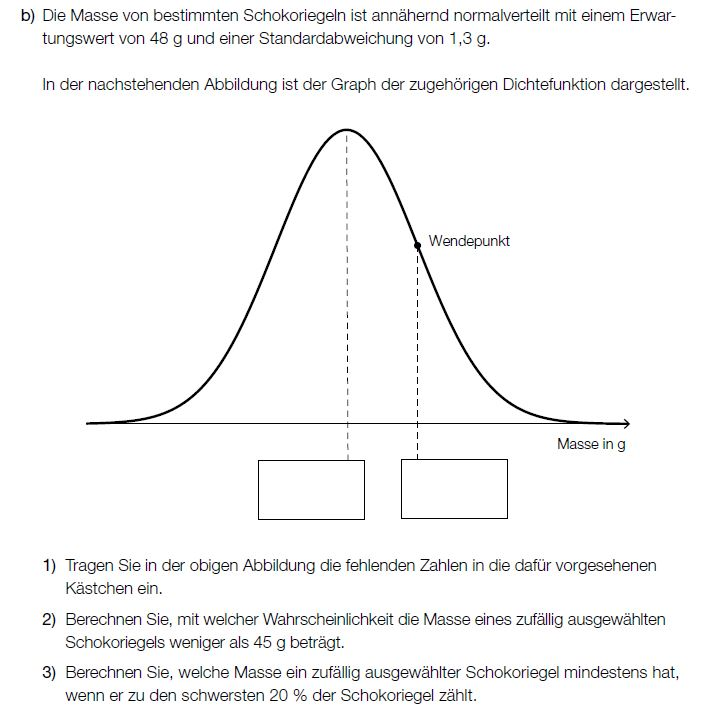 b) Die Masse von bestimmten Schokoriegeln ist annähernd normalverteilt mit einem Erwar-
tungswert von 48 g und einer Standardabweichung von 1,3 g.
In der nachstehenden Abbildung ist der Graph der zugehörigen Dichtefunktion dargestellt.
Wendepunkt
Masse in g
1) Tragen Sie in der obigen Abbildung die fehlenden Zahlen in die dafür vorgesehenen
Kästchen ein.
2) Berechnen Sie, mit welcher Wahrscheinlichkeit die Masse eines zufällig ausgewählten
Schokoriegels weniger als 45 g beträgt.
3) Berechnen Sie, welche Masse ein zufällig ausgewählter Schokoriegel mindestens hat,
wenn er zu den schwersten 20 % der Schokoriegel zählt.